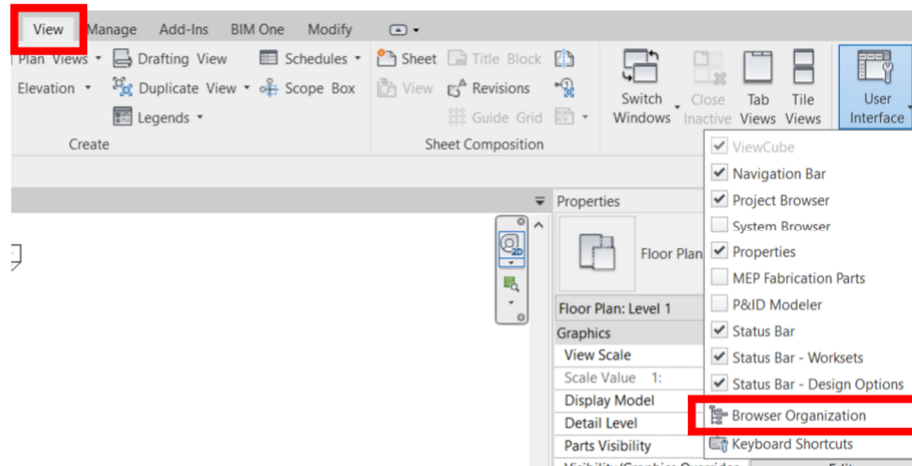 View Manage Add-Ins BIM One Modify
Plan Views Drafting View Schedules Sheet Title Block
Elevation Duplicate View Scope Box View Revisions
Legends Guide Grid
Switch Windows Close Inactive Tab Views Tile Views User Interface
Create Sheet Composition
ViewCube
Navigation Bar
Project Browser
System Browser
Properties
MEP Fabrication Parts
P&ID Modeler
Status Bar
Status Bar - Worksets
Status Bar - Design Options
Browser Organization
Keyboard Shortcuts
Properties
2D
Floor Plan
Floor Plan: Level 1
Graphics
View Scale
Scale Value 1:
Display Model
Detail Level
Parts Visibility
Visibility/Graphics Overrides